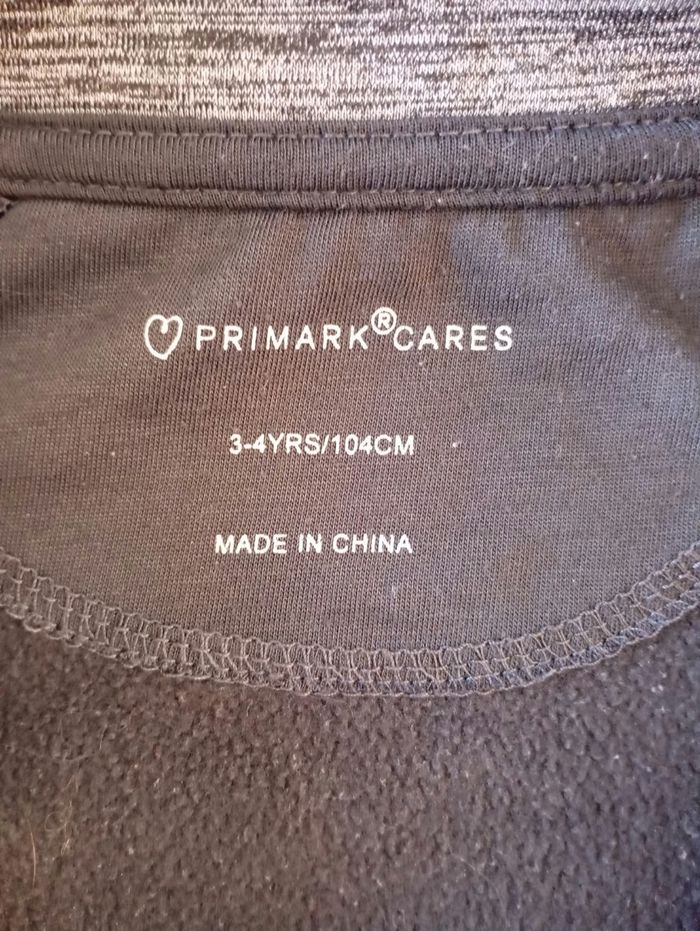 PRIMARK® CARES
3-4YRS/104CM
MADE IN CHINA